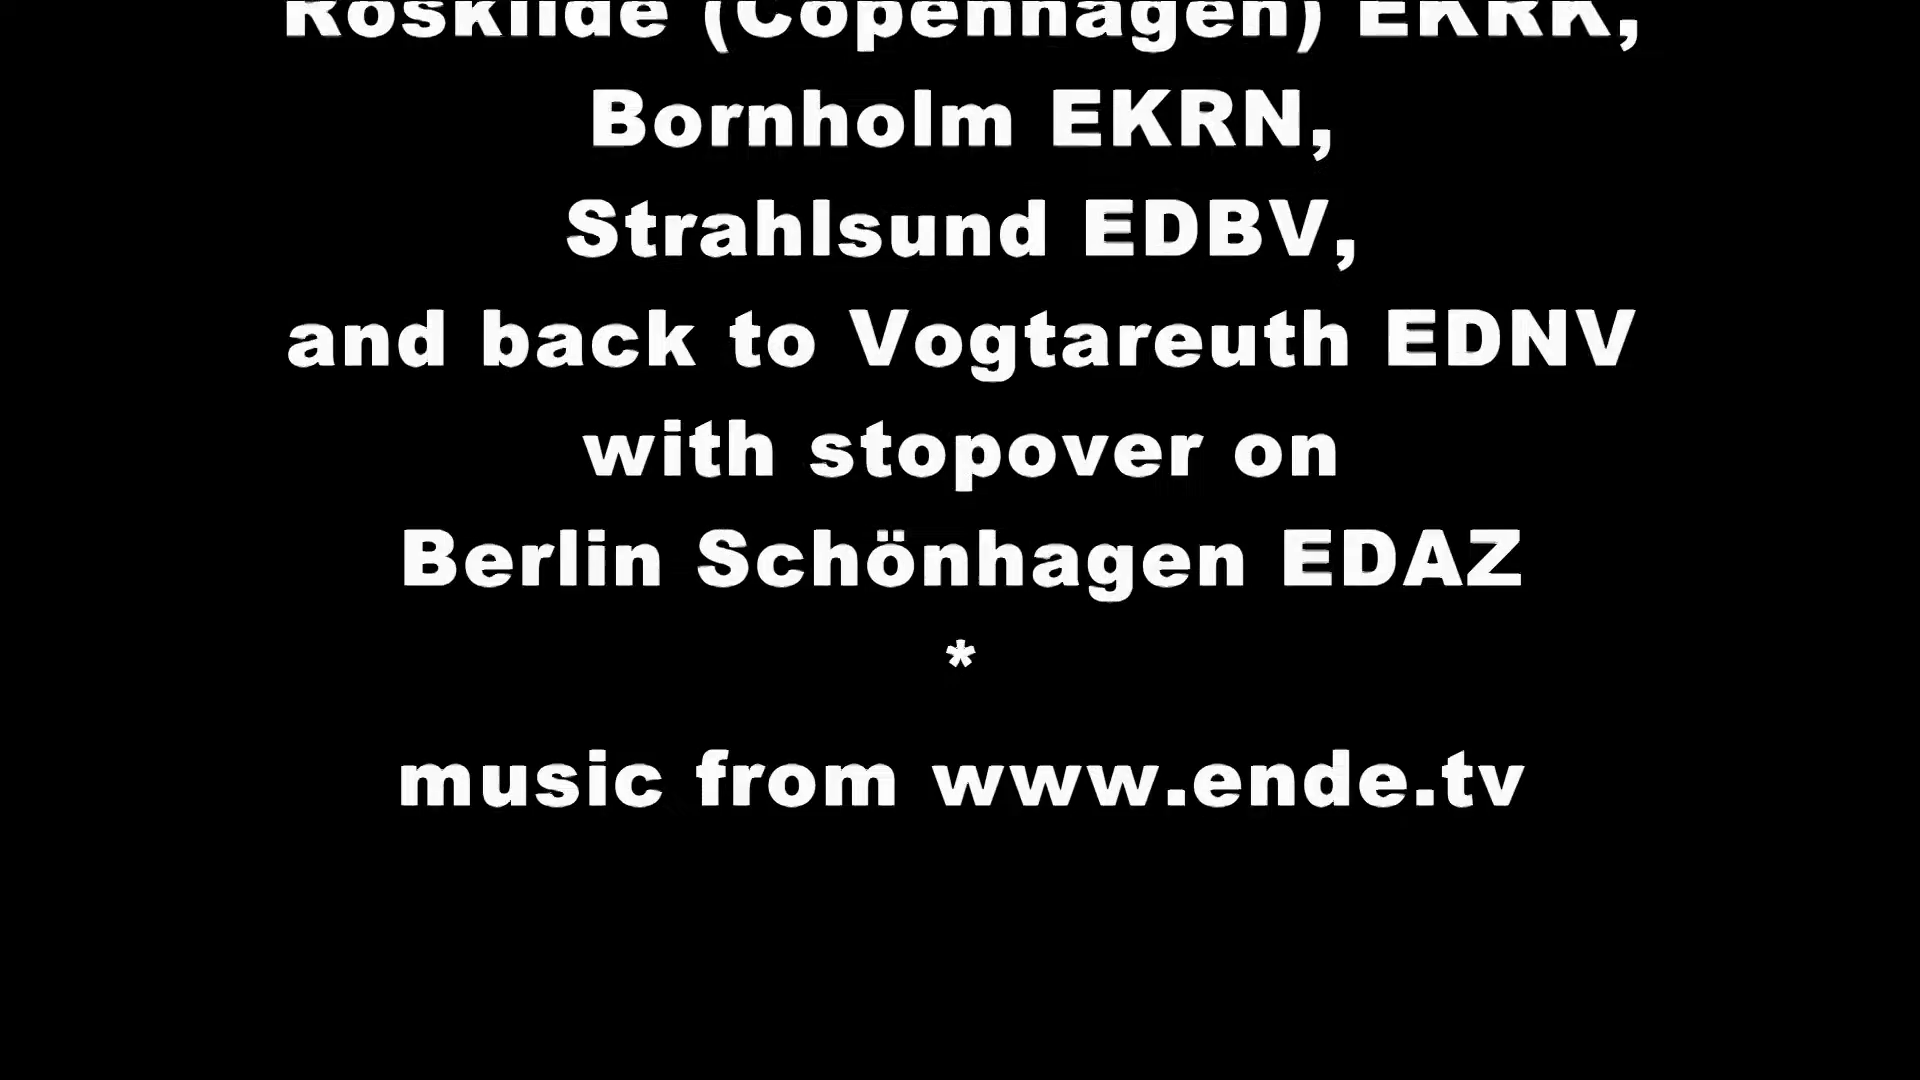 Roskilde (Copenhagen) EKRK,
Bornholm EKRN,
Strahlsund EDBV,
and back to Vogtareuth EDNV
with stopover on
Berlin Schönhagen EDAZ
*
music from www.ende.tv